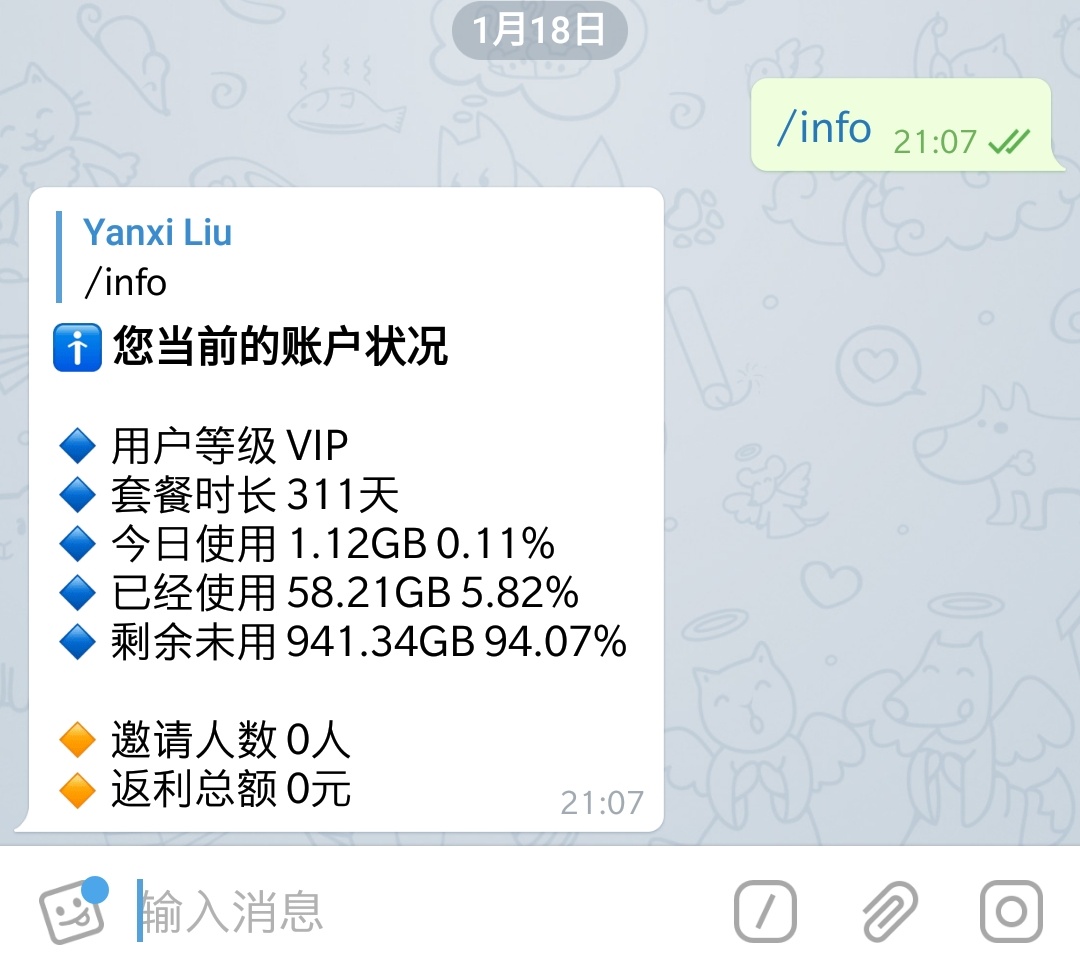 1月18日
/info 21:07
Yanxi Liu
/info
您当前的账户状况
用户等级 VIP
套餐时长 311天
今日使用 1.12GB 0.11%
已经使用 58.21GB 5.82%
剩余未用 941.34GB 94.07%
邀请人数 0人
返利总额 0元
21:07
输入消息